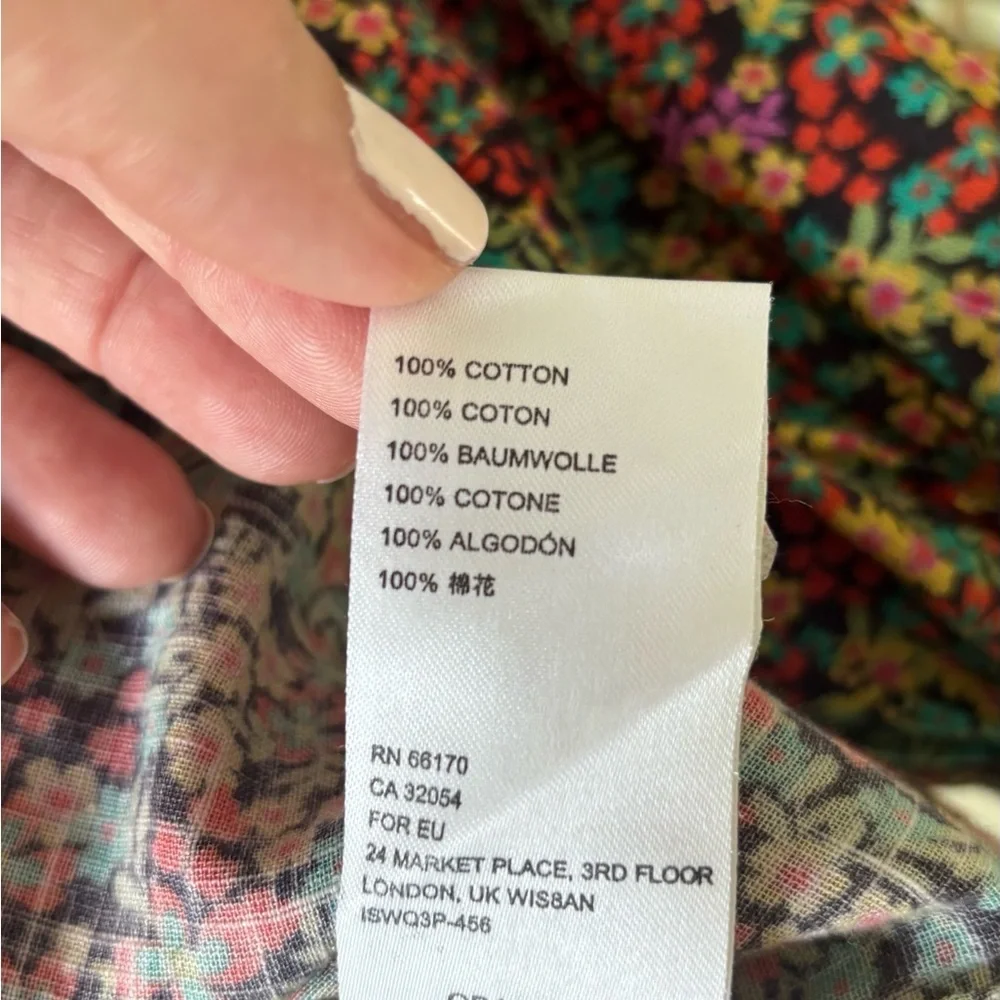 100% COTTON
100% COTON
100% BAUMWOLLE
100% COTONE
100% ALGODÓN
100% 棉花
RN 66170
CA 32054
FOR EU
24 MARKET PLACE, 3RD FLOOR
LONDON, UK WIS8AN
ISWQ3P-456